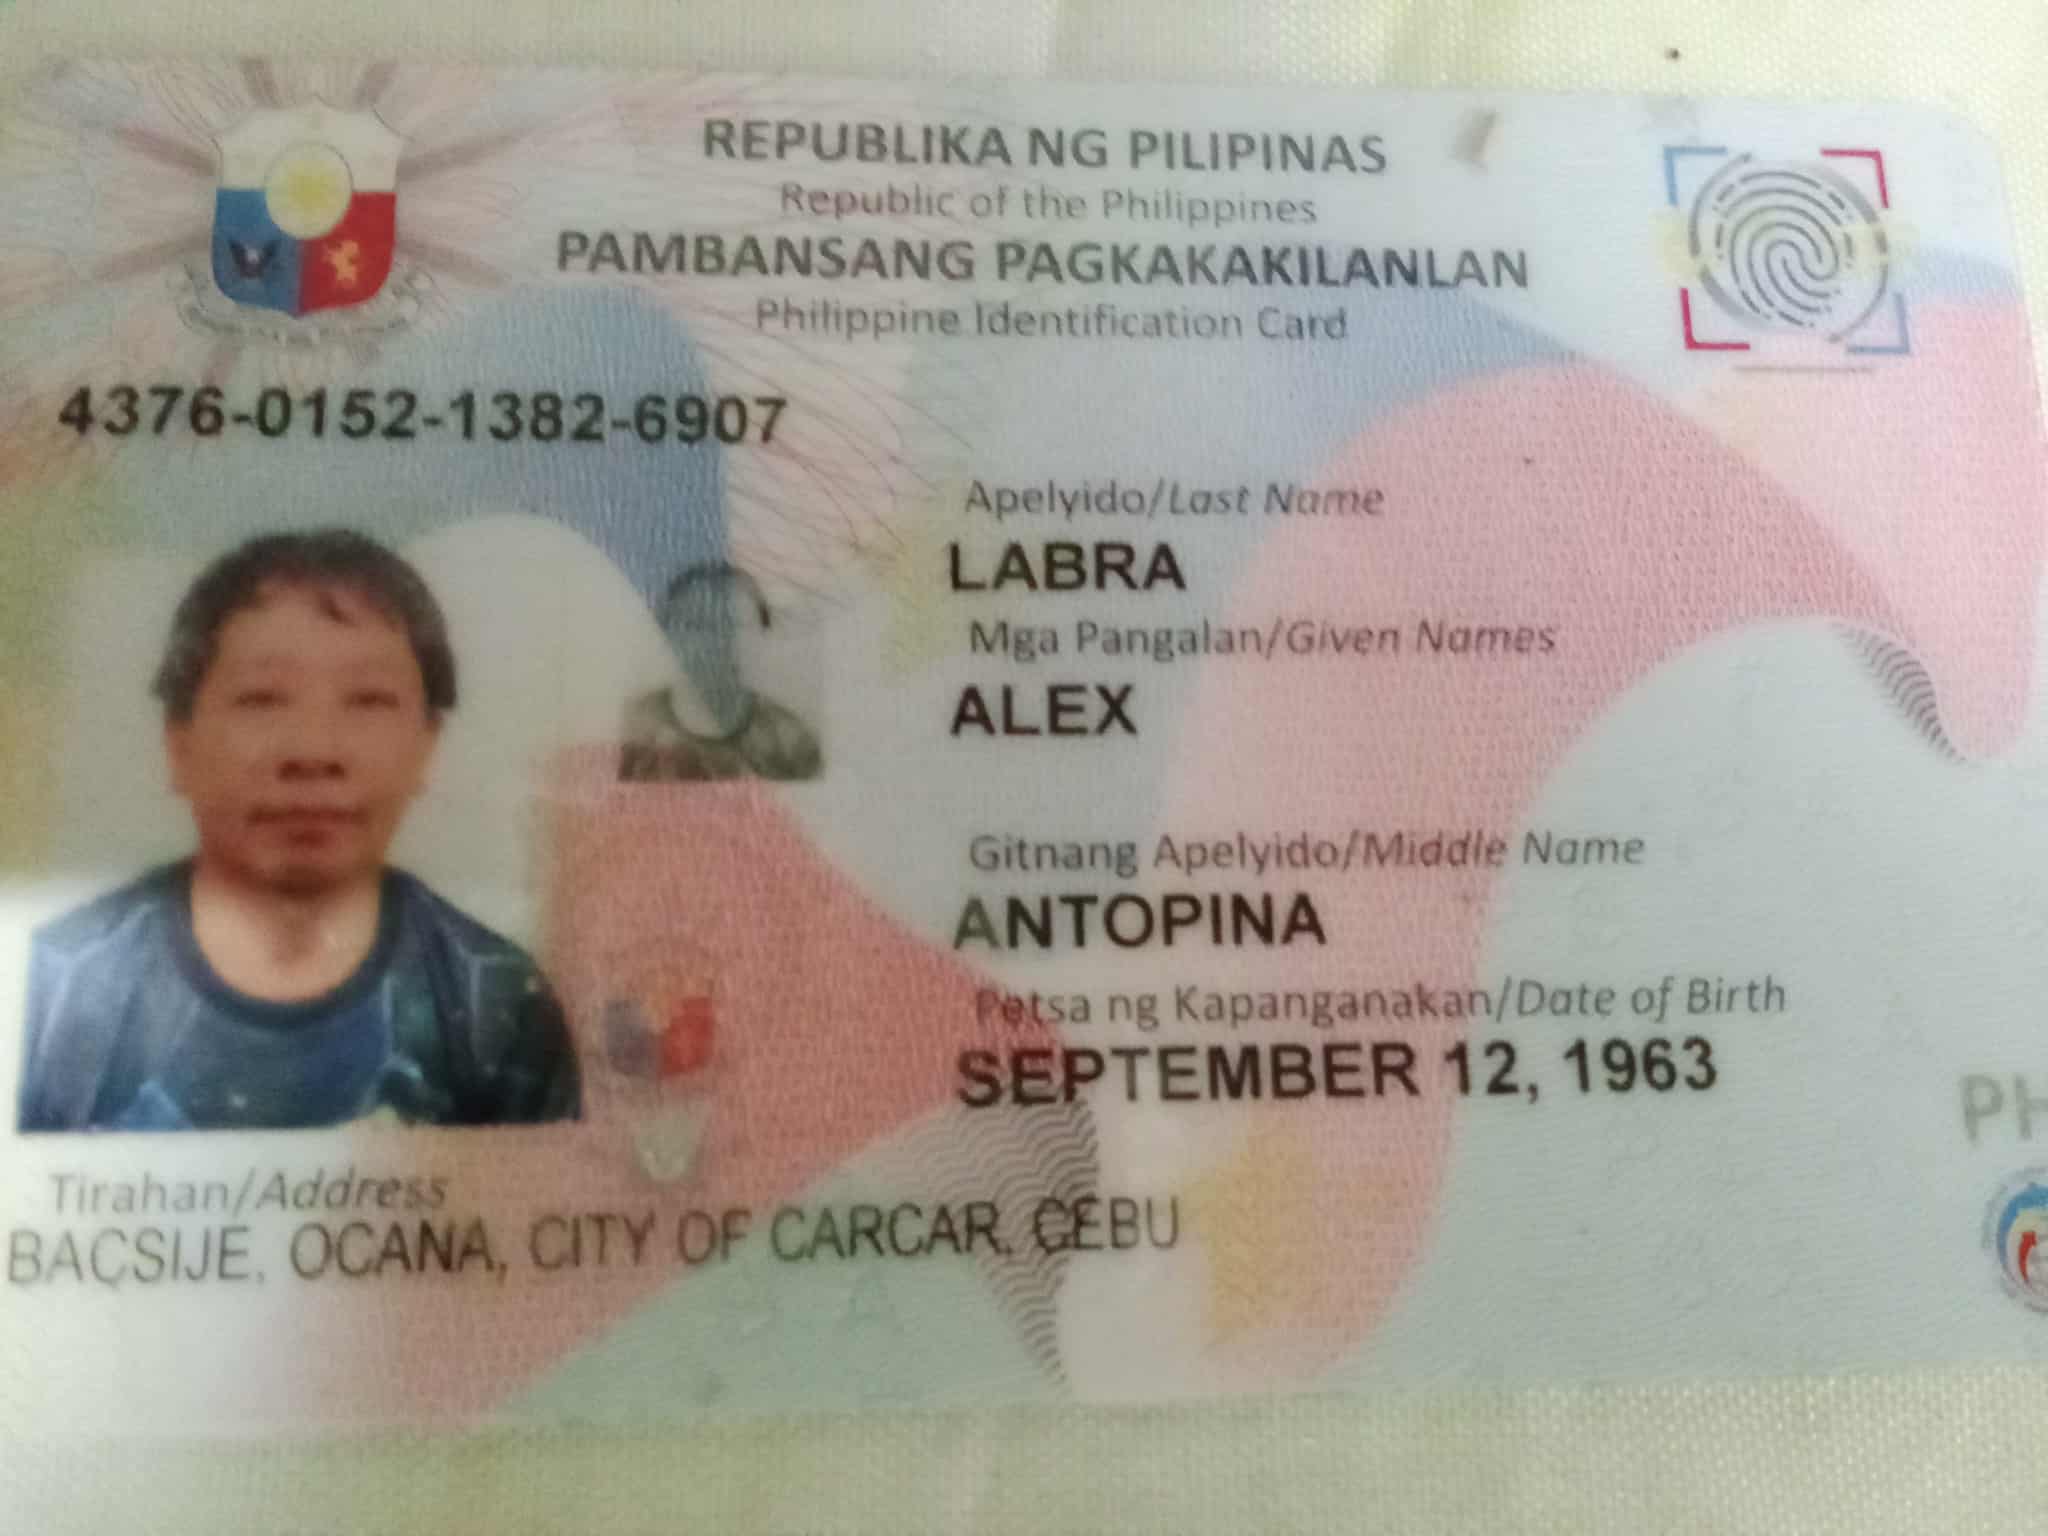 REPUBLIKA NG PILIPINAS
Republic of the Philippines
PAMBANSANG PAGKAKAKILANLAN
Philippine Identification Card
4376-0152-1382-6907
Apelyido/Last Name
LABRA
Mga Pangalan/Given Names
ALEX
Gitnang Apelyido/Middle Name
ANTOPINA
Petsa ng Kapanganakan/Date of Birth
SEPTEMBER 12, 1963
PH
Tirahan/Address
BACSIJE, OCANA, CITY OF CARCAR, CEBU